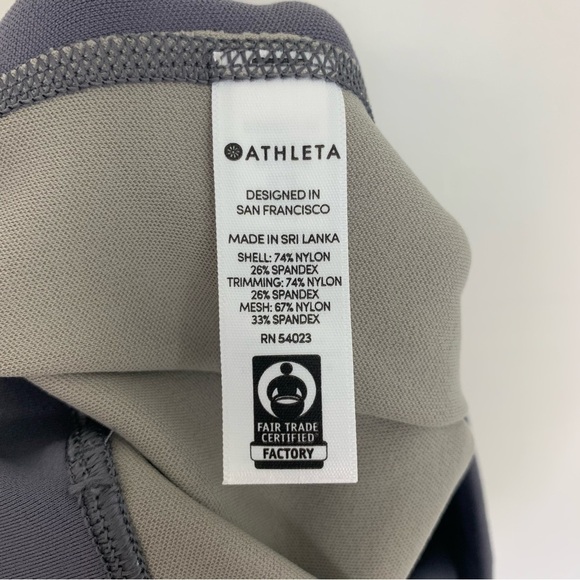 ATHLETA
DESIGNED IN
SAN FRANCISCO
MADE IN SRI LANKA
SHELL: 74% NYLON
26% SPANDEX
TRIMMING: 74% NYLON
26% SPANDEX
MESH: 67% NYLON
33% SPANDEX
RN 54023
FAIR TRADE
CERTIFIED™
FACTORY